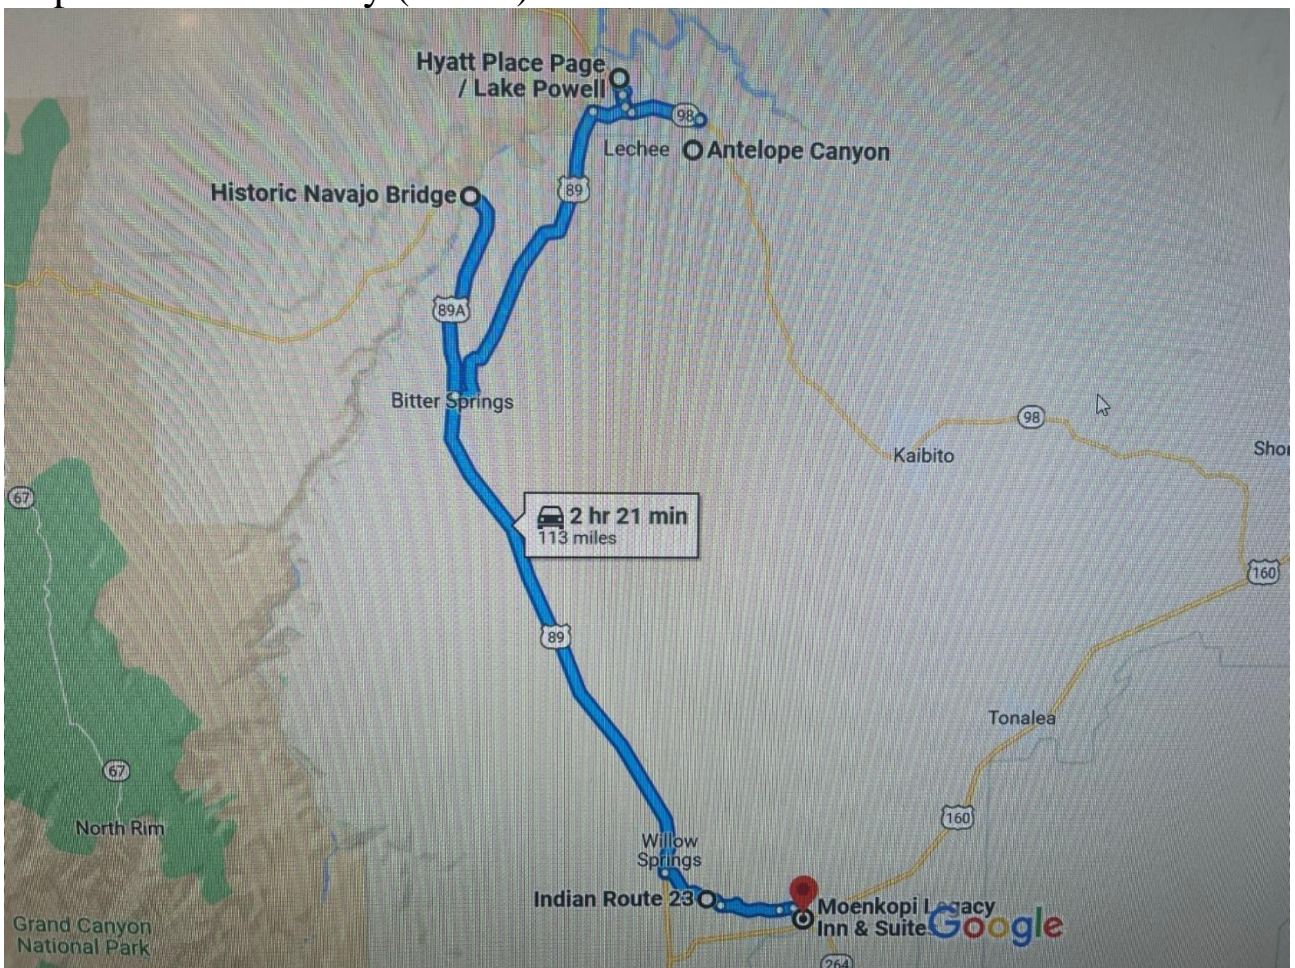 Hyatt Place Page
/ Lake Powell
98
Lechee
Antelope Canyon
Historic Navajo Bridge
89
89A
Bitter Springs
98
Kaibito
67
2 hr 21 min
113 miles
160
89
Tonalea
67
160
North Rim
Willow
Springs
Indian Route 23
Moenkopi Legacy
Inn & Suite
Google
Grand Canyon
National Park
264